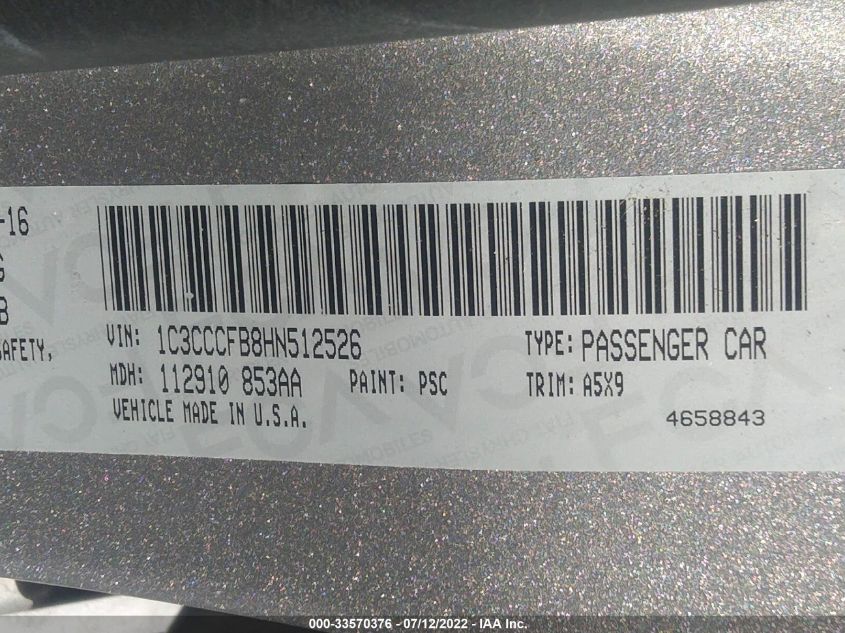 -16
G
B
SAFETY,
VIN: 1C3CCCFB8HN512526
TYPE: PASSENGER CAR
MDH: 112910 853AA
PAINT: PSC
TRIM: A5X9
VEHICLE MADE IN U.S.A.
4658843
000-33570376 - 07/12/2022 - IAA Inc.